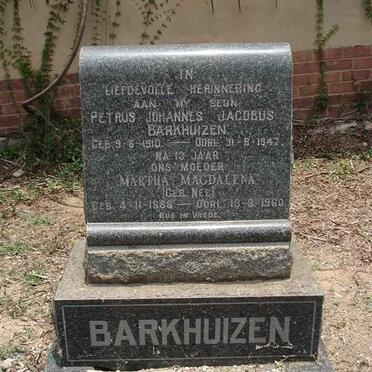 IN
LIEFDEVOLLE HERINNERING
AAN MY SEUN
PETRUS JOHANNES JACOBUS
BARKHUIZEN
GEB. 9-6-1910 — OORL. 31-8-1947.
NA 13 JAAR
ONS MOEDER
MARTHA MAGDALENA
(GEB. NEL)
GEB. 4-11-1888 — OORL. 18-8-1960
RUS IN VREDE.
BARKHUIZEN